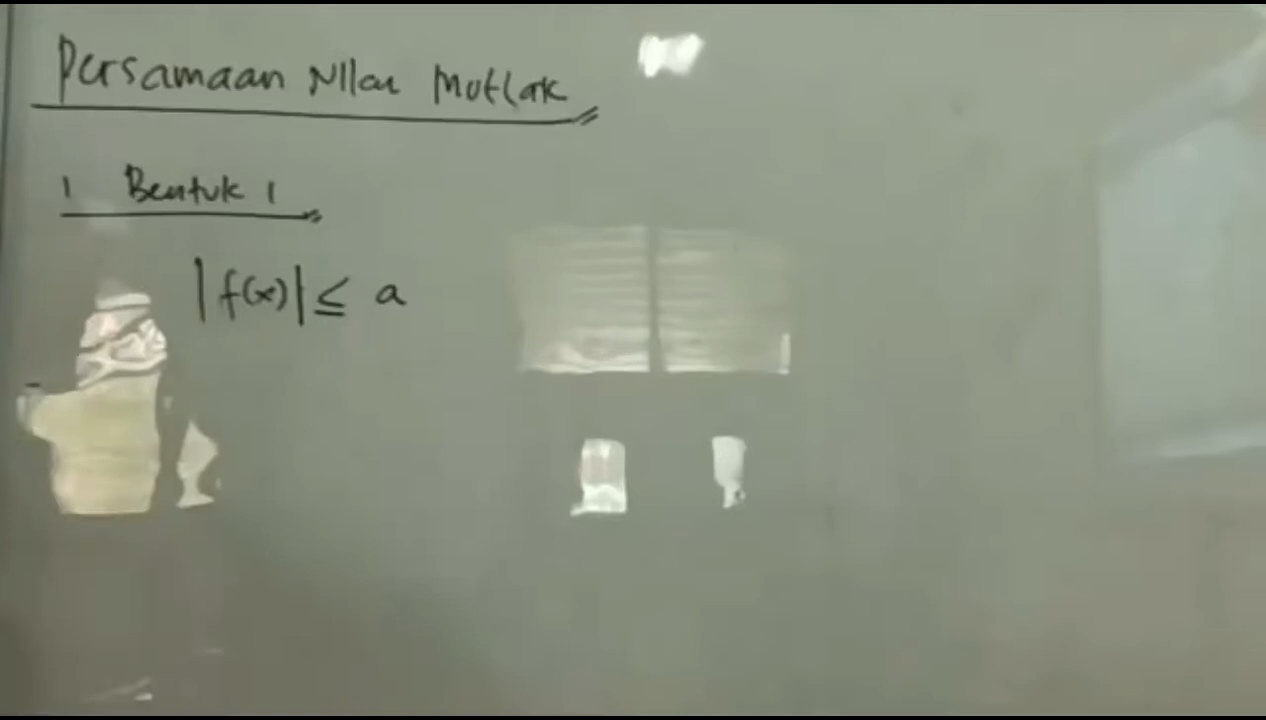 Persamaan Nilai Mutlak
1 Bentuk 1
|f(x)| ≤ a